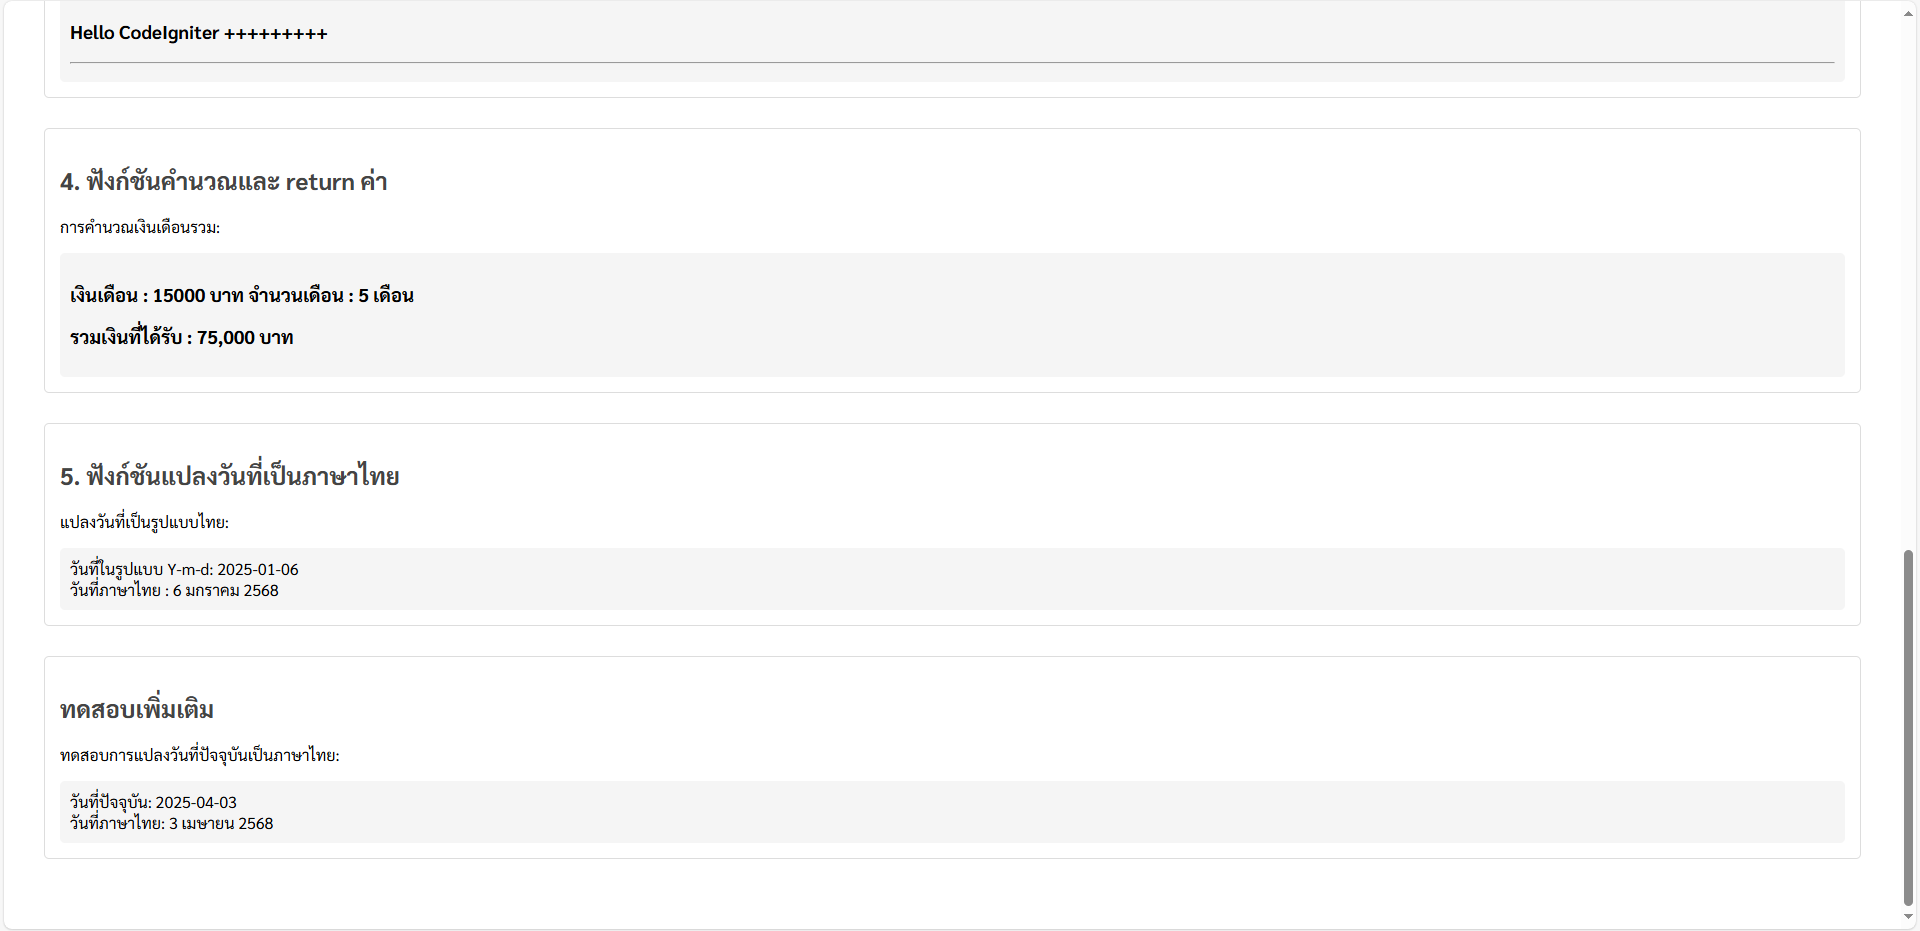 Hello CodeIgniter +++++++++
4. ฟังก์ชันคำนวณและ return ค่า
การคำนวณเงินเดือนรวม:
เงินเดือน : 15000 บาท จำนวนเดือน : 5 เดือน
รวมเงินที่ได้รับ : 75,000 บาท
5. ฟังก์ชันแปลงวันที่เป็นภาษาไทย
แปลงวันที่เป็นรูปแบบไทย:
วันที่ในรูปแบบ Y-m-d: 2025-01-06
วันที่ภาษาไทย : 6 มกราคม 2568
ทดสอบเพิ่มเติม
ทดสอบการแปลงวันที่ปัจจุบันเป็นภาษาไทย:
วันที่ปัจจุบัน: 2025-04-03
วันที่ภาษาไทย: 3 เมษายน 2568